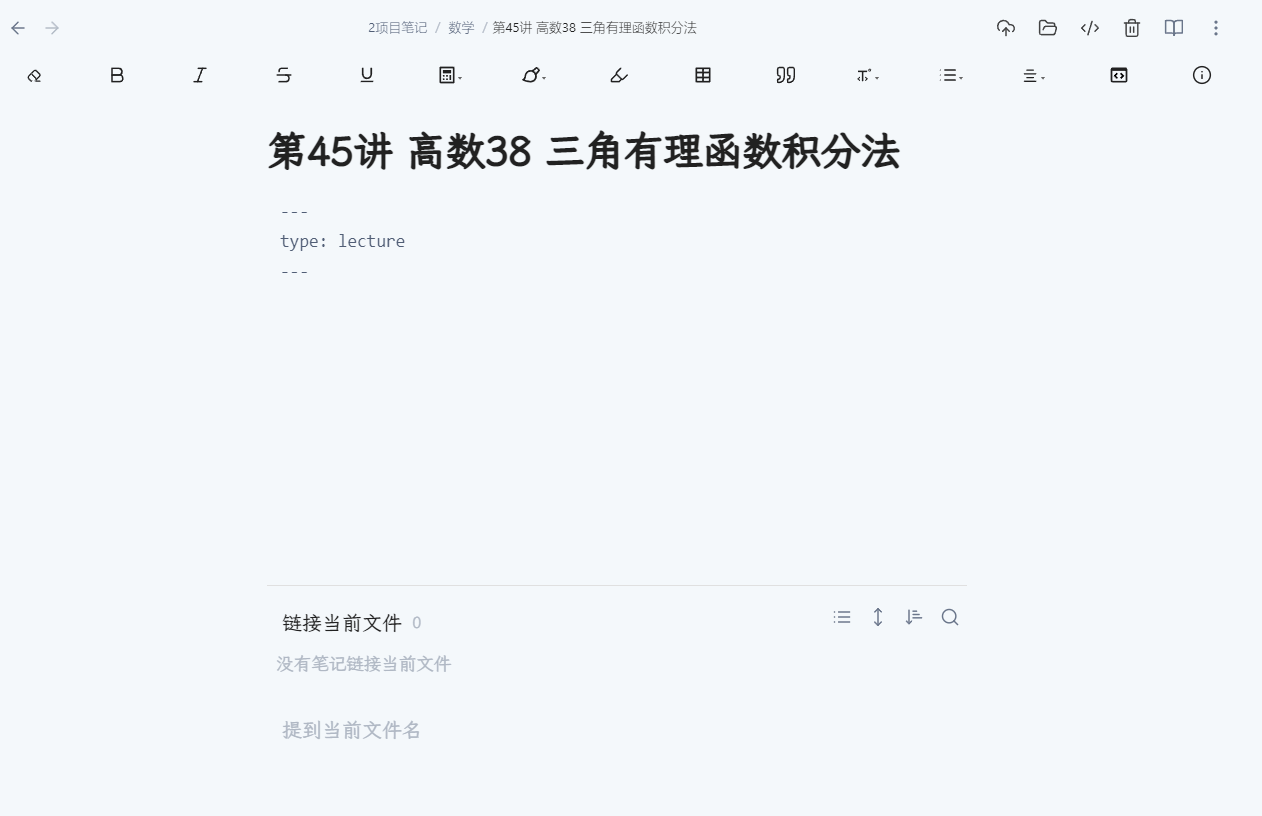 2项目笔记 / 数学 / 第45讲 高数38 三角有理函数积分法
第45讲 高数38 三角有理函数积分法
---
type: lecture
---
链接当前文件 0
没有笔记链接当前文件
提到当前文件名